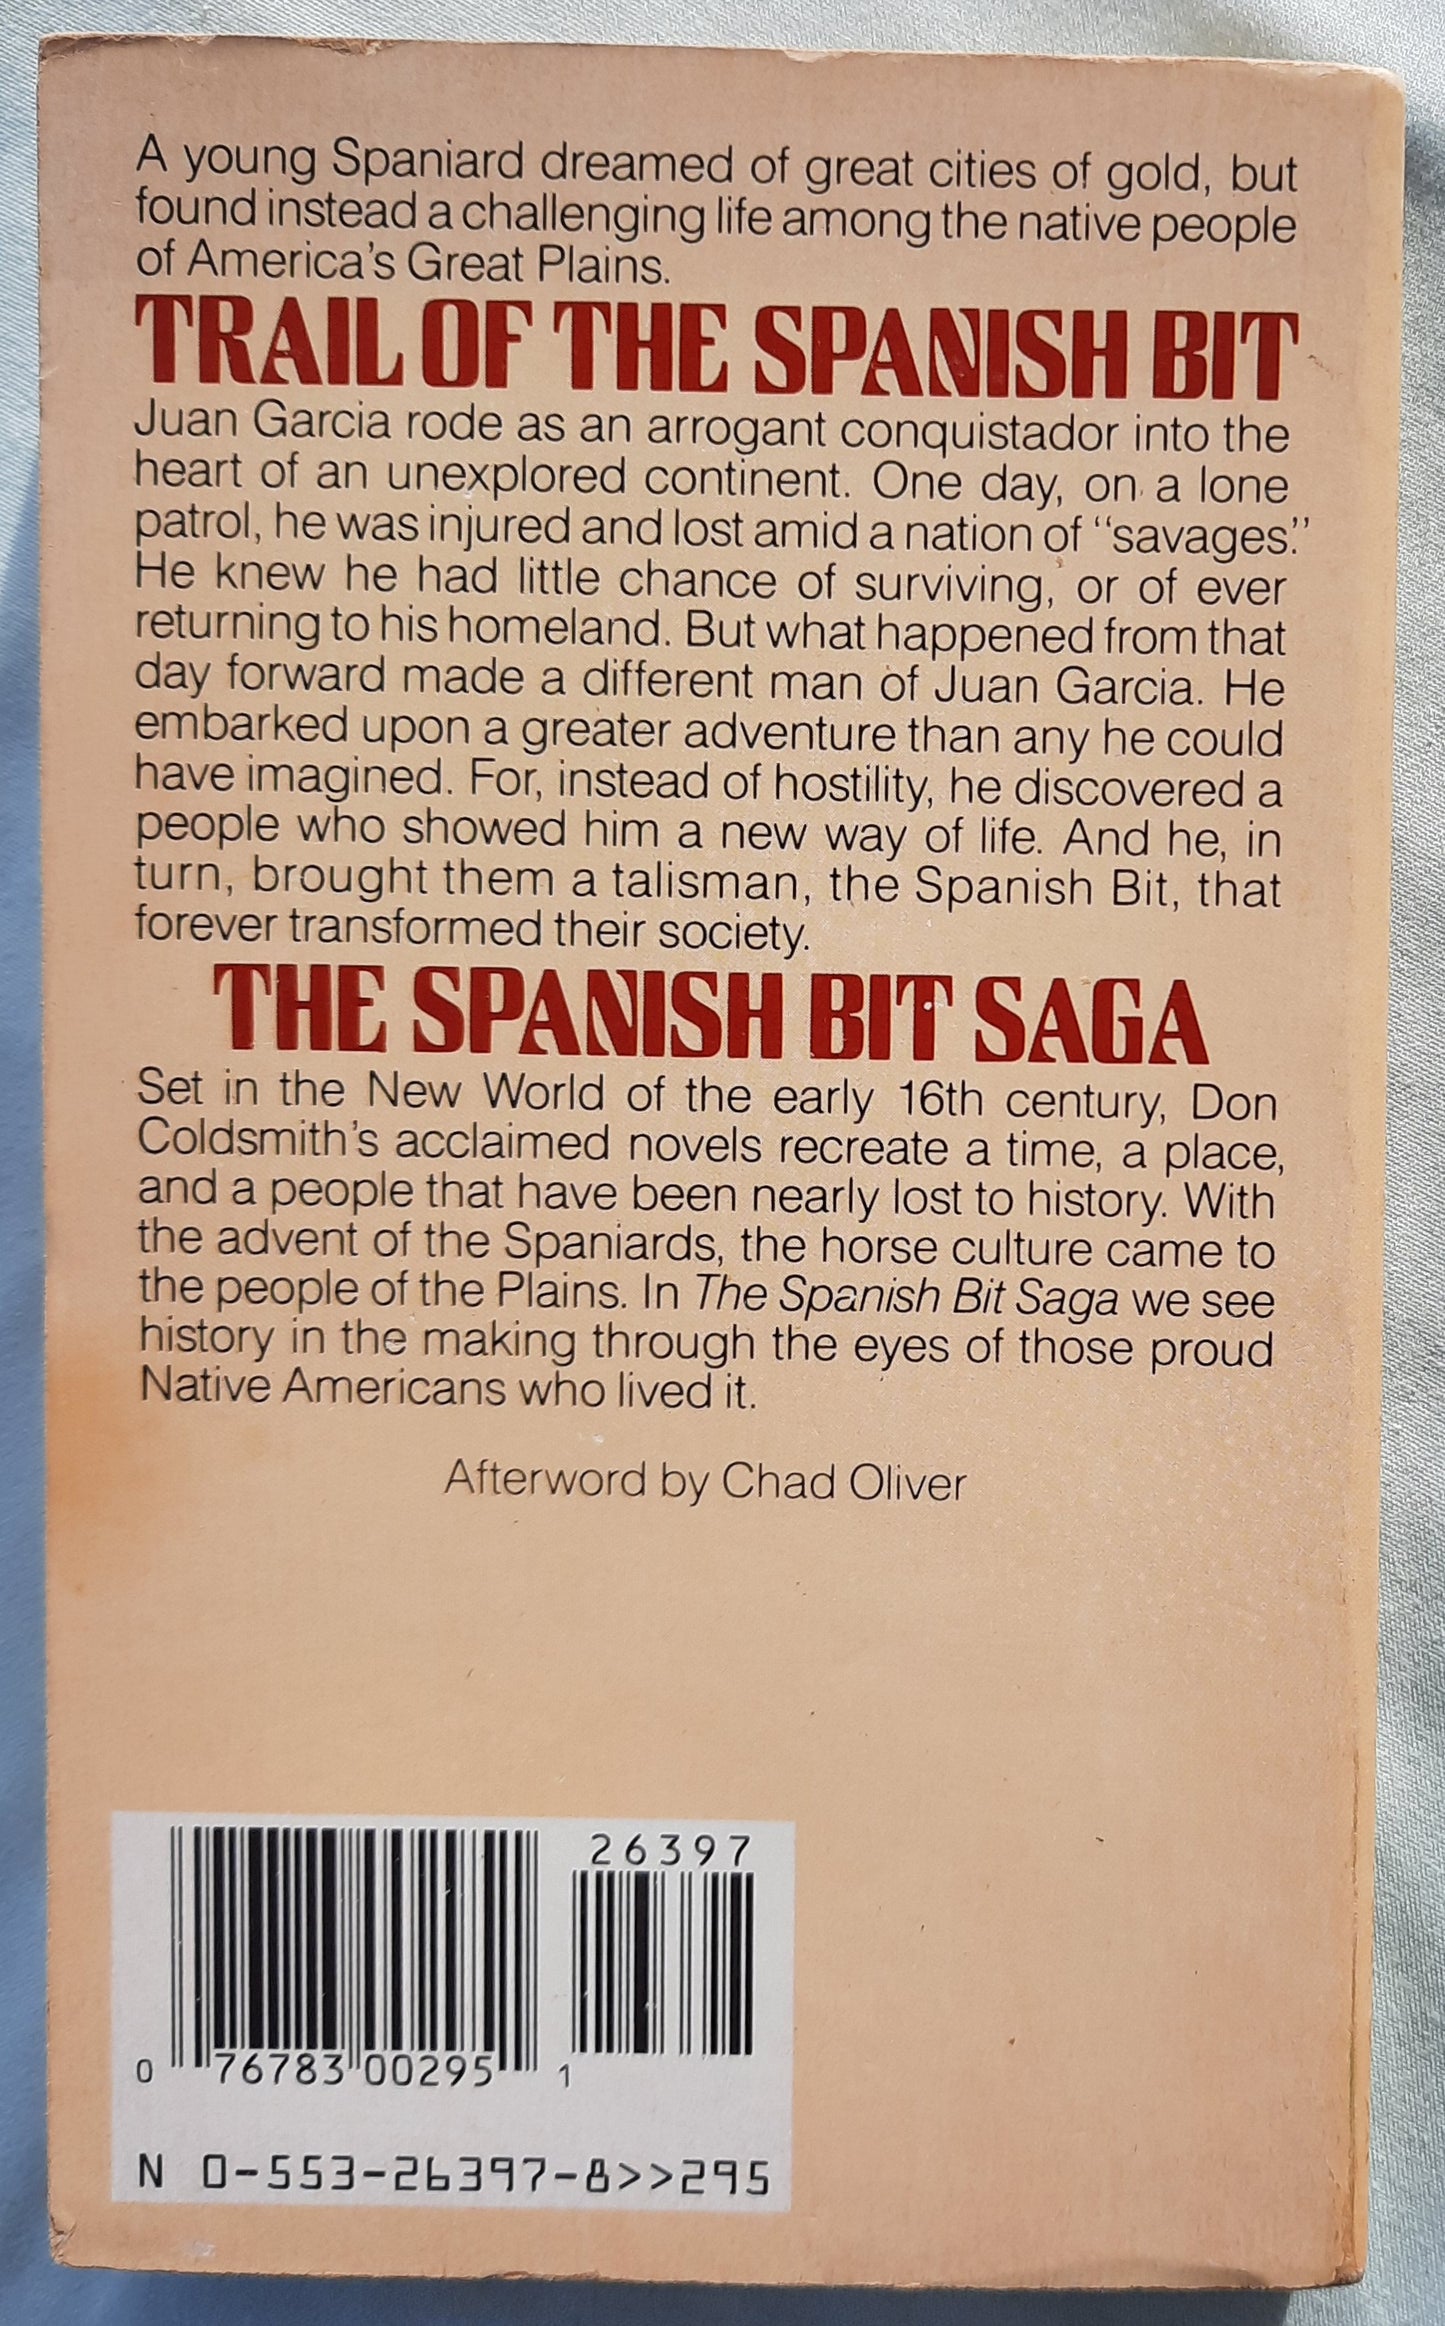 A young Spaniard dreamed of great cities of gold, but
found instead a challenging life among the native people
of America's Great Plains.
TRAIL OF THE SPANISH BIT
Juan Garcia rode as an arrogant conquistador into the
heart of an unexplored continent. One day, on a lone
patrol, he was injured and lost amid a nation of "savages."
He knew he had little chance of surviving, or of ever
returning to his homeland. But what happened from that
day forward made a different man of Juan Garcia. He
embarked upon a greater adventure than any he could
have imagined. For, instead of hostility, he discovered a
people who showed him a new way of life. And he, in
turn, brought them a talisman, the Spanish Bit, that
forever transformed their society.
THE SPANISH BIT SAGA
Set in the New World of the early 16th century, Don
Coldsmith's acclaimed novels recreate a time, a place,
and a people that have been nearly lost to history. With
the advent of the Spaniards, the horse culture came to
the people of the Plains. In The Spanish Bit Saga we see
history in the making through the eyes of those proud
Native Americans who lived it.
Afterword by Chad Oliver
26397
0 76783 00295 1
N 0-553-26397-8>>295